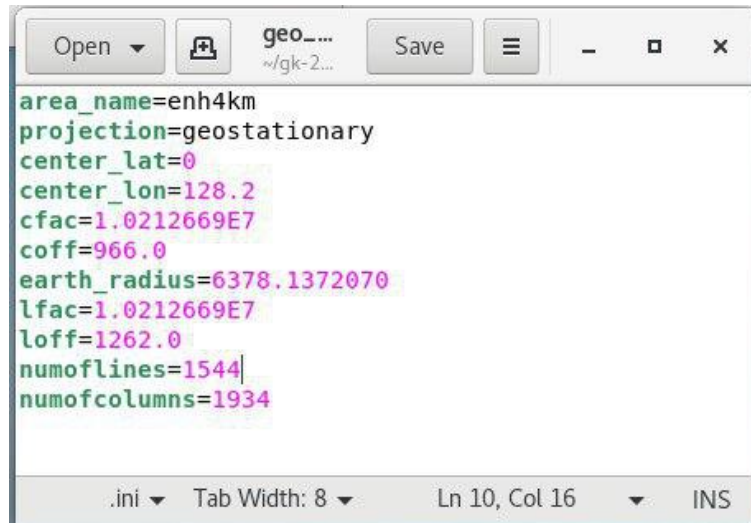 Open
geo_...
~/gk-2...
Save
area_name=enh4km
projection=geostationary
center_lat=0
center_lon=128.2
cfac=1.0212669E7
coff=966.0
earth_radius=6378.1372070
lfac=1.0212669E7
loff=1262.0
numoflines=1544
numofcolumns=1934
.ini Tab Width: 8 Ln 10, Col 16 INS